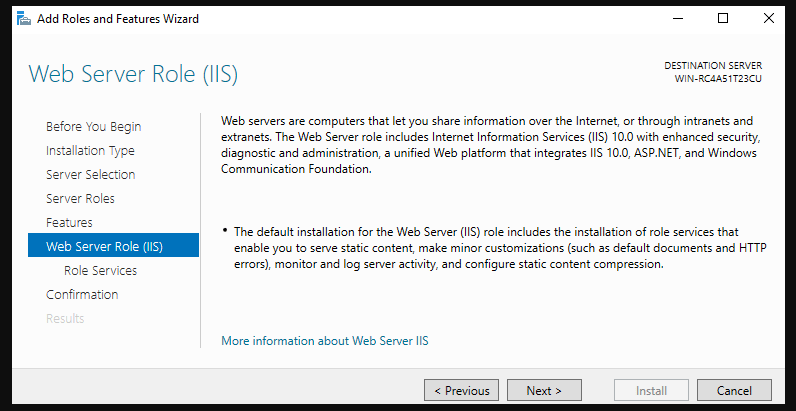 Add Roles and Features Wizard
Web Server Role (IIS)
DESTINATION SERVER
WIN-RC4A51T23CU
Before You Begin
Installation Type
Server Selection
Server Roles
Features
Web Server Role (IIS)
Role Services
Confirmation
Results
Web servers are computers that let you share information over the Internet, or through intranets and
extranets. The Web Server role includes Internet Information Services (IIS) 10.0 with enhanced security,
diagnostic and administration, a unified Web platform that integrates IIS 10.0, ASP.NET, and Windows
Communication Foundation.
• The default installation for the Web Server (IIS) role includes the installation of role services that
enable you to serve static content, make minor customizations (such as default documents and HTTP
errors), monitor and log server activity, and configure static content compression.
More information about Web Server IIS
< Previous
Next >
Install
Cancel